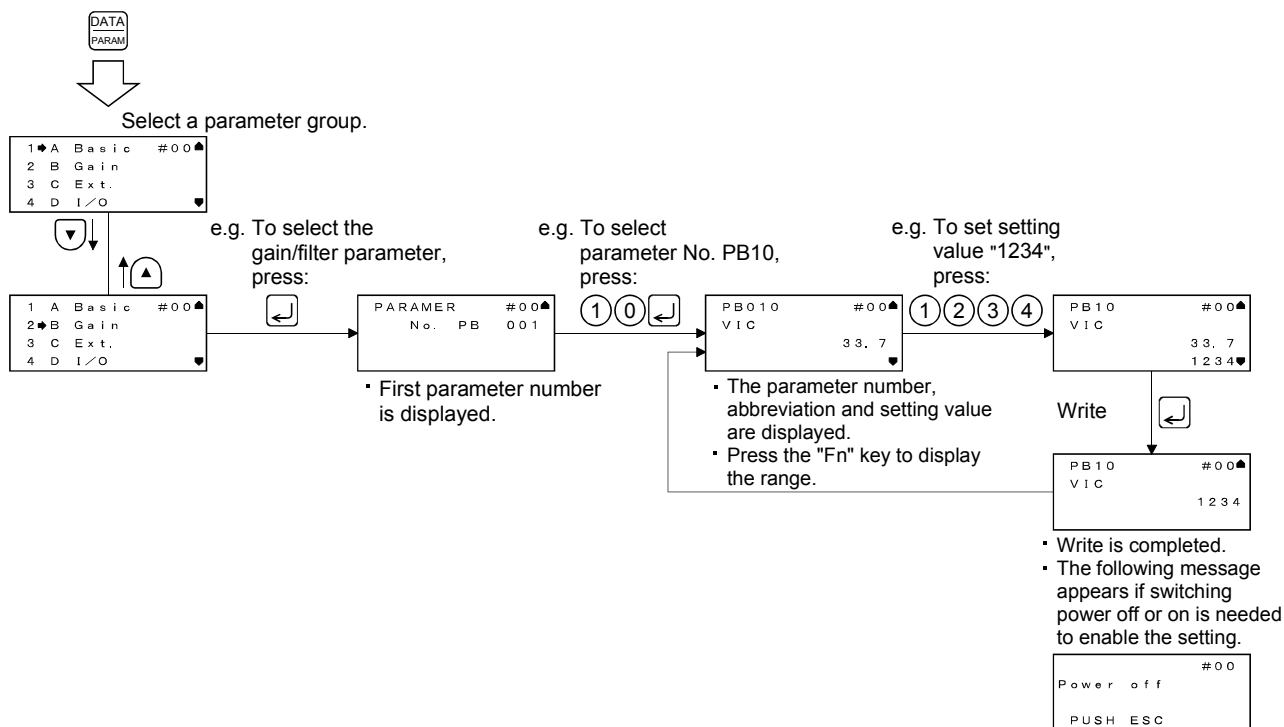 DATA
PARAM
Select a parameter group.
1➧A Basic #00
2 B Gain
3 C Ext.
4 D I/O
▼
▲
1 A Basic #00
2➧B Gain
3 C Ext.
4 D I/O
e.g. To select the
gain/filter parameter,
press:
PARAMER #00
No. PB 001
▪ First parameter number
is displayed.
e.g. To select
parameter No. PB10,
press:
1 0
PB010 #00
VIC
33.7
▪ The parameter number,
abbreviation and setting value
are displayed.
▪ Press the "Fn" key to display
the range.
e.g. To set setting
value "1234",
press:
1 2 3 4
PB10 #00
VIC
33.7
1234
Write
PB10 #00
VIC
1234
▪ Write is completed.
▪ The following message
appears if switching
power off or on is needed
to enable the setting.
#00
Power off
PUSH ESC